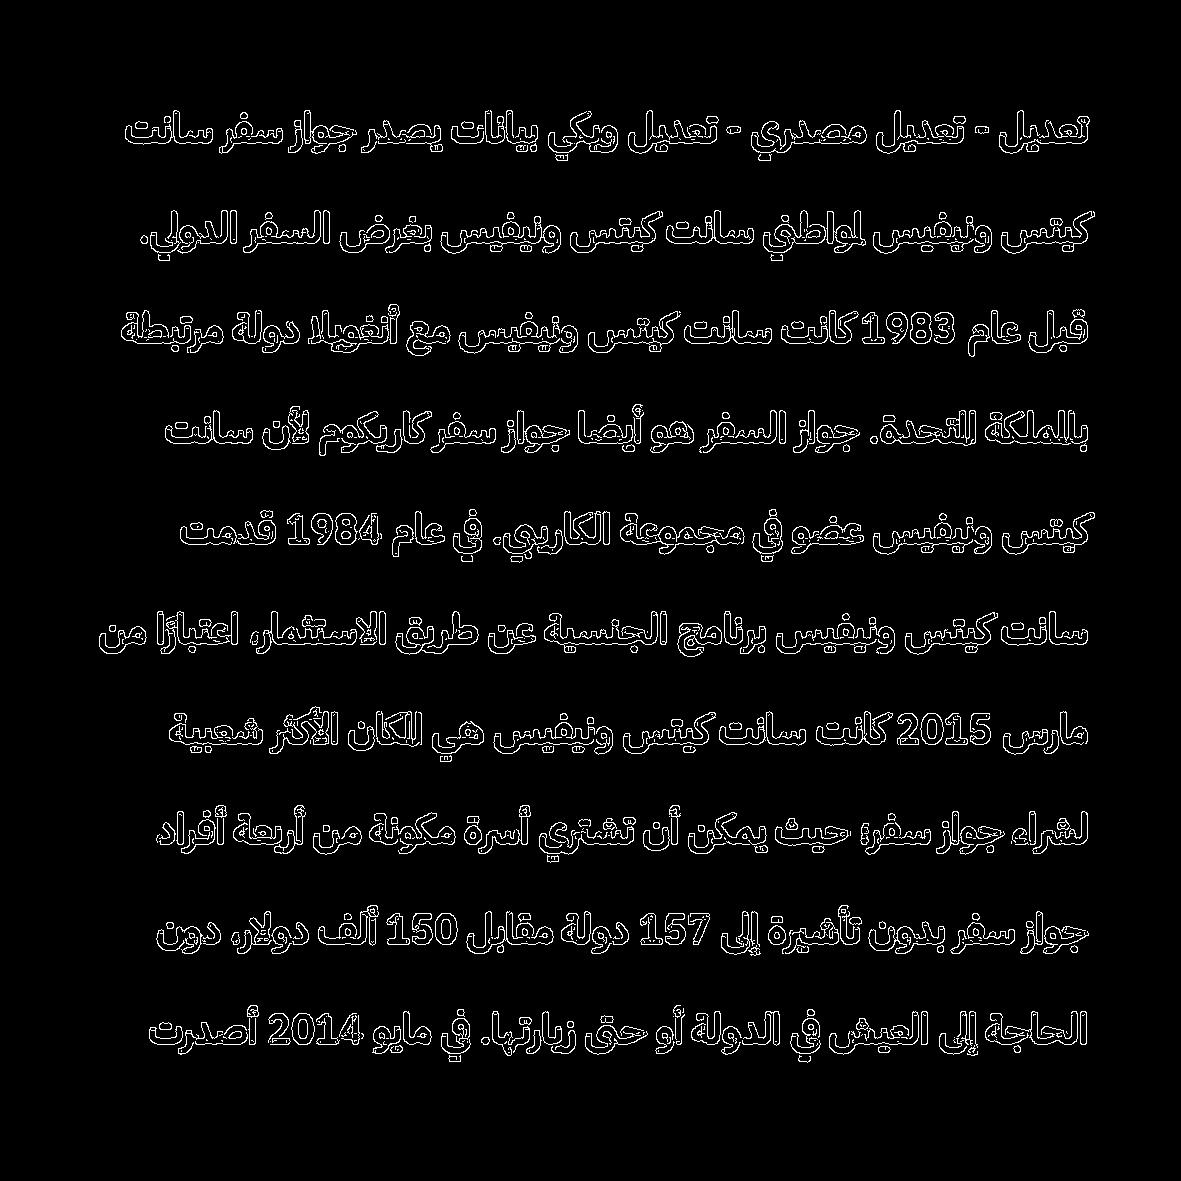 تعديل - تعديل مصدري - تعديل ويكي بيانات يصدر جواز سفر سانت
كيتس ونيفيس لمواطني سانت كيتس ونيفيس بغرض السفر الدولي.
قبل عام 1983 كانت سانت كيتس ونيفيس مع أنغويلا دولة مرتبطة
بالمملكة المتحدة. جواز السفر هو أيضا جواز سفر كاريكوم لأن سانت
كيتس ونيفيس عضو في مجموعة الكاريبي. في عام 1984 قدمت
سانت كيتس ونيفيس برنامج الجنسية عن طريق الاستثمار، اعتبارًا من
مارس 2015 كانت سانت كيتس ونيفيس هي المكان الأكثر شعبية
لشراء جواز سفر؛ حيث يمكن أن تشتري أسرة مكونة من أربعة أفراد
جواز سفر بدون تأشيرة إلى 157 دولة مقابل 150 ألف دولار، دون
الحاجة إلى العيش في الدولة أو حتى زيارتها. في مايو 2014 أصدرت